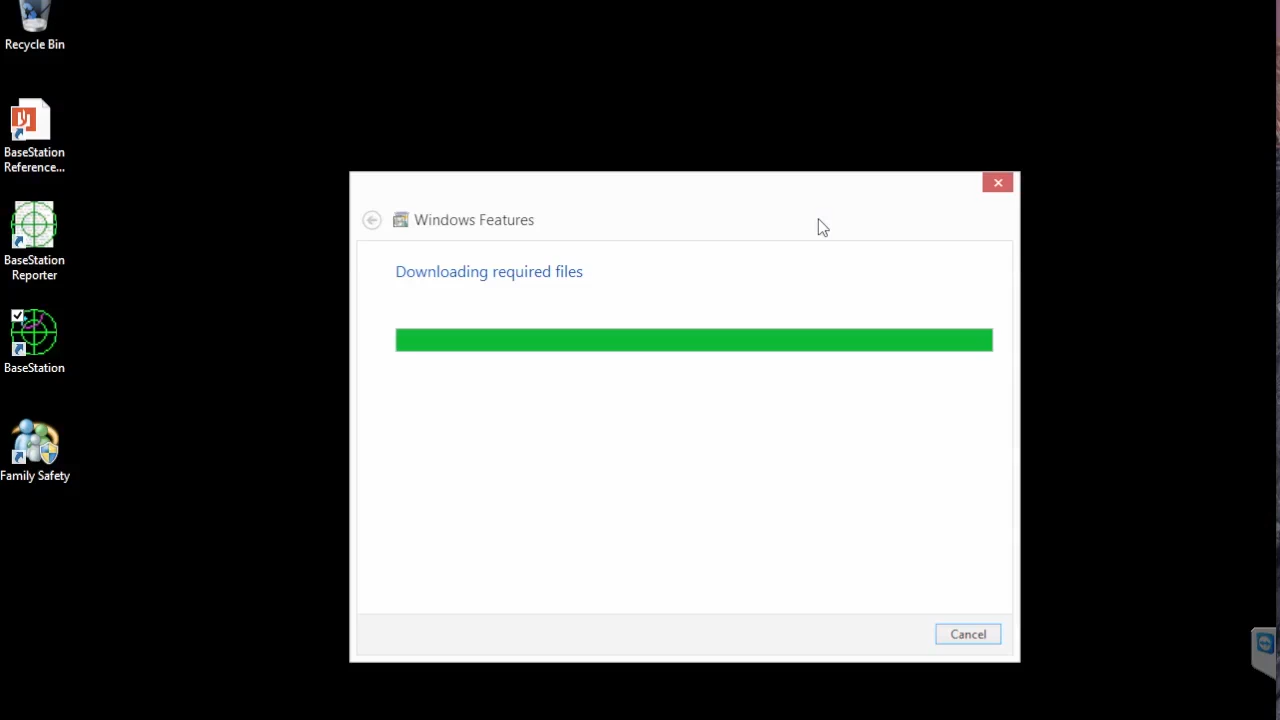 Recycle Bin
BaseStation
Reference...
BaseStation
Reporter
BaseStation
Family Safety
Windows Features
Downloading required files
Cancel